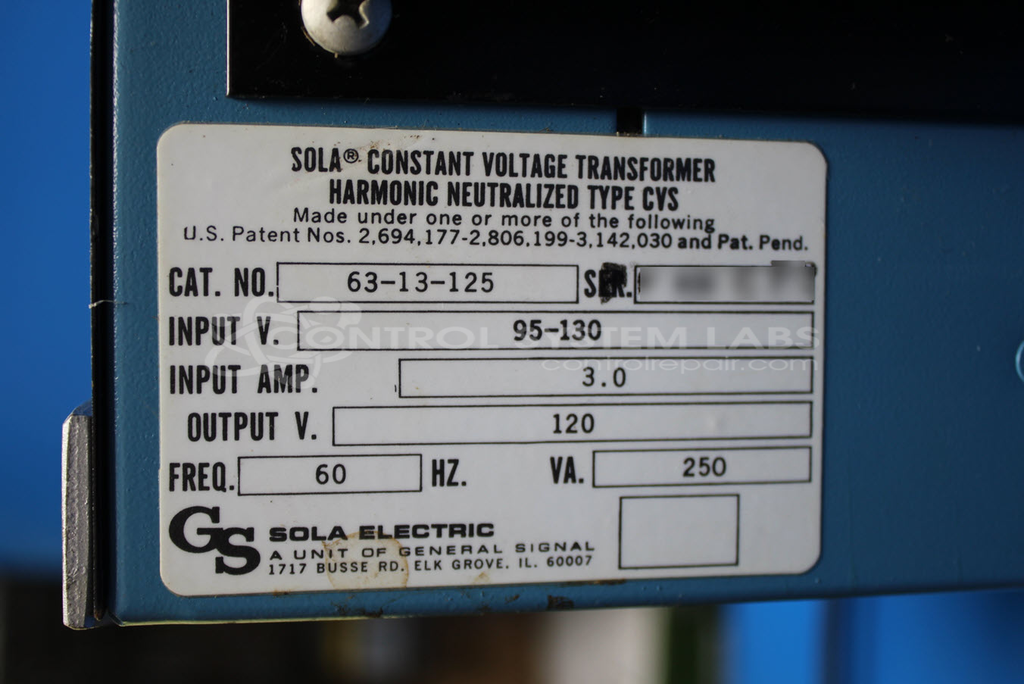 SOLA® CONSTANT VOLTAGE TRANSFORMER
HARMONIC NEUTRALIZED TYPE CVS
Made under one or more of the following
U.S. Patent Nos. 2,694,177-2,806,199-3,142,030 and Pat. Pend.
CAT. NO. 63-13-125 SER.
INPUT V. 95-130
CONTROL SYSTEM LABS
INPUT AMP. 3.0
controlrepair.com
OUTPUT V. 120
FREQ. 60 HZ. VA. 250
GS SOLA ELECTRIC
A UNIT OF GENERAL SIGNAL
1717 BUSSE RD. ELK GROVE. IL. 60007